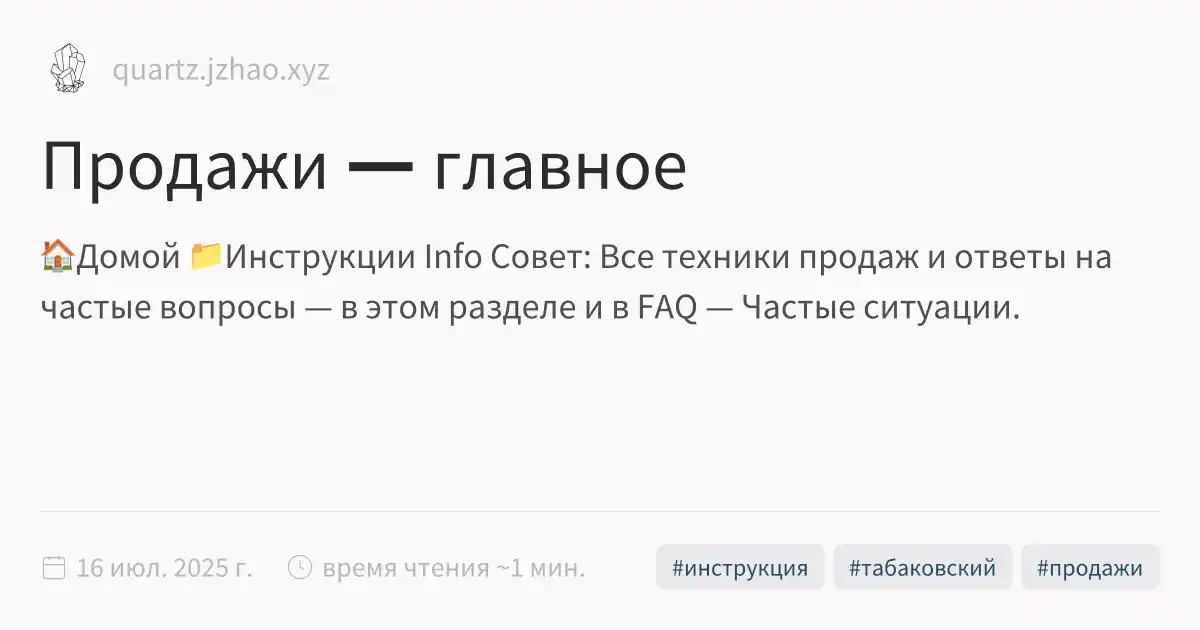 quartz.jzhao.xyz
Продажи — главное
🏠Домой 📁Инструкции Info Совет: Все техники продаж и ответы на
частые вопросы — в этом разделе и в FAQ — Частые ситуации.
16 июл. 2025 г. время чтения ~1 мин. #инструкция #табаковский #продажи